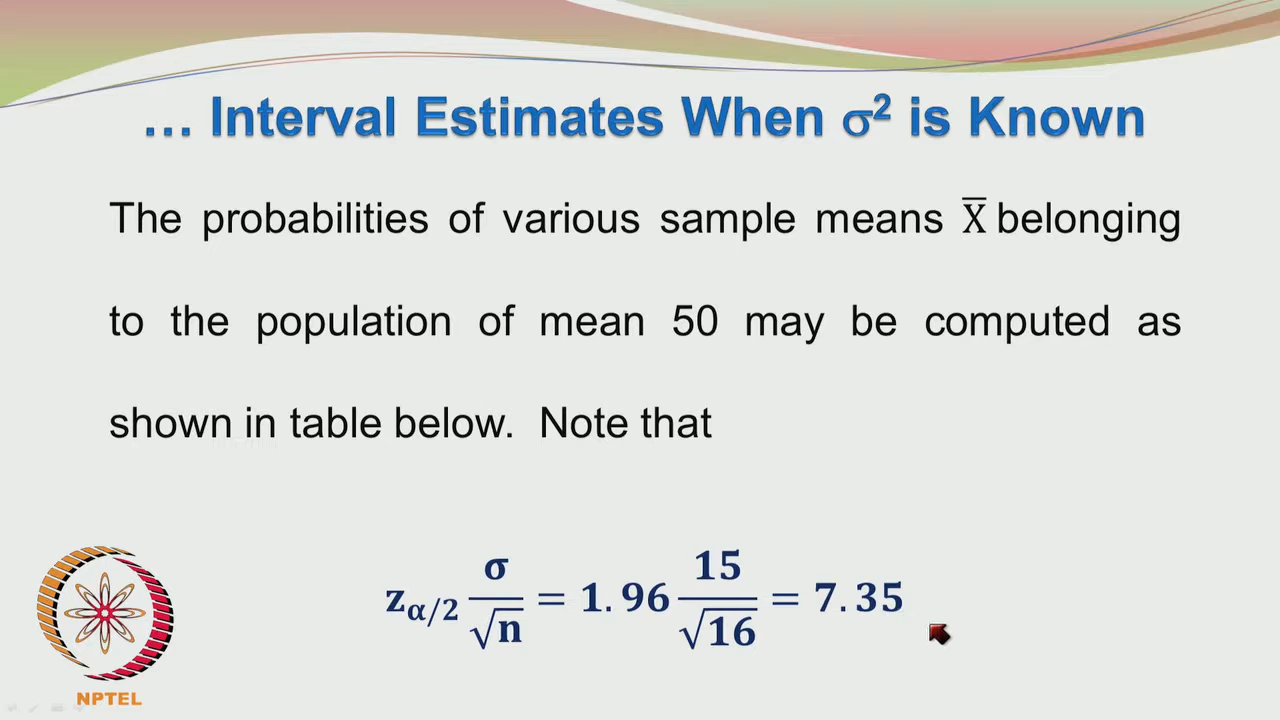 … Interval Estimates When σ² is Known
The probabilities of various sample means X̅ belonging
to the population of mean 50 may be computed as
shown in table below. Note that
z_{α/2} σ/√n = 1.96 15/√16 = 7.35
NPTEL